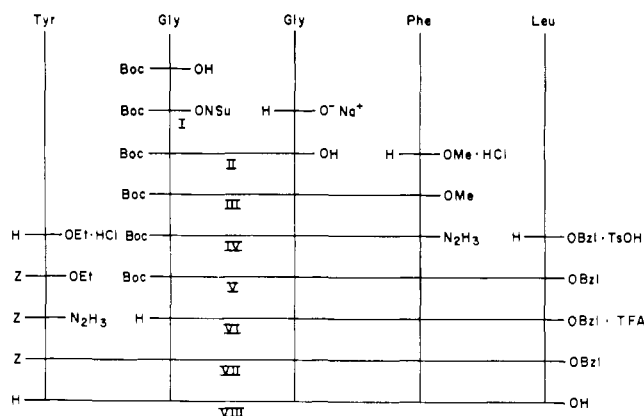 Tyr Gly Gly Phe Leu
Boc OH
Boc ONSu H O⁻ Na⁺
I
Boc OH H OMe·HCl
II
Boc OMe
III
H OEt·HCl Boc N₂H₃ H OBzl·TsOH
IV
Z OEt Boc OBzl
V
Z N₂H₃ H OBzl·TFA
VI
Z OBzl
VII
H OH
VIII